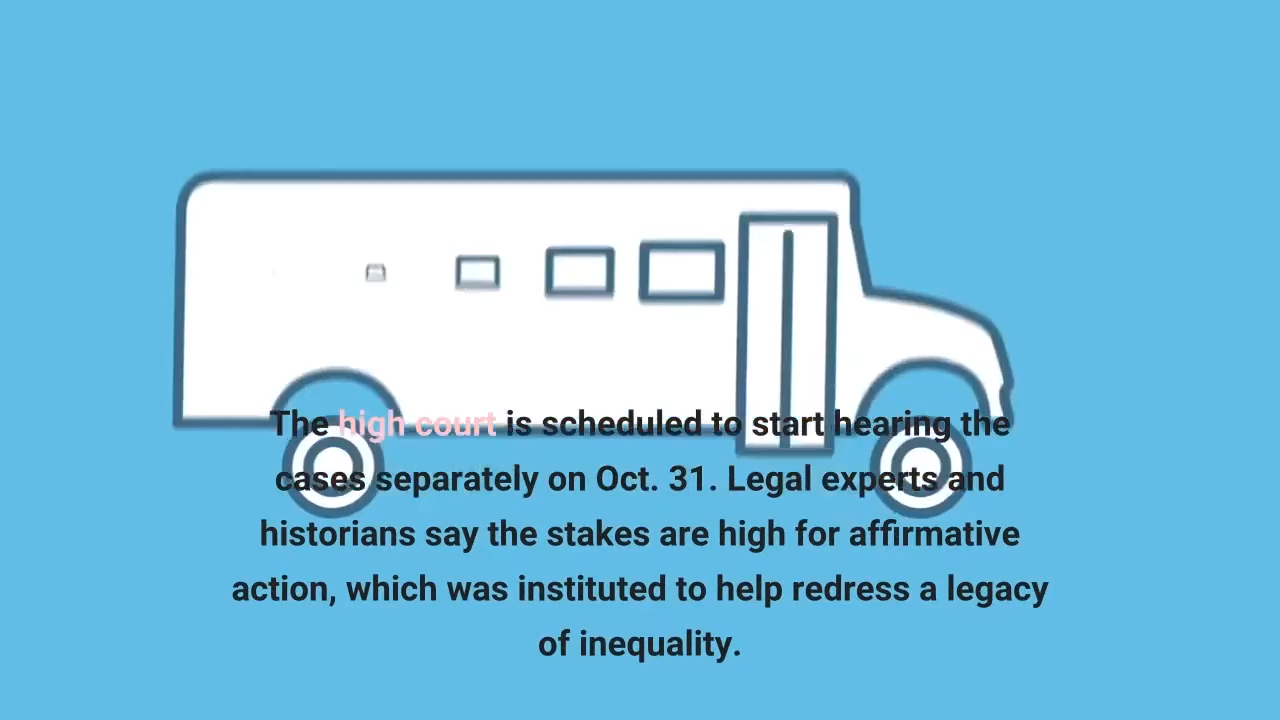 The high court is scheduled to start hearing the
cases separately on Oct. 31. Legal experts and
historians say the stakes are high for affirmative
action, which was instituted to help redress a legacy
of inequality.